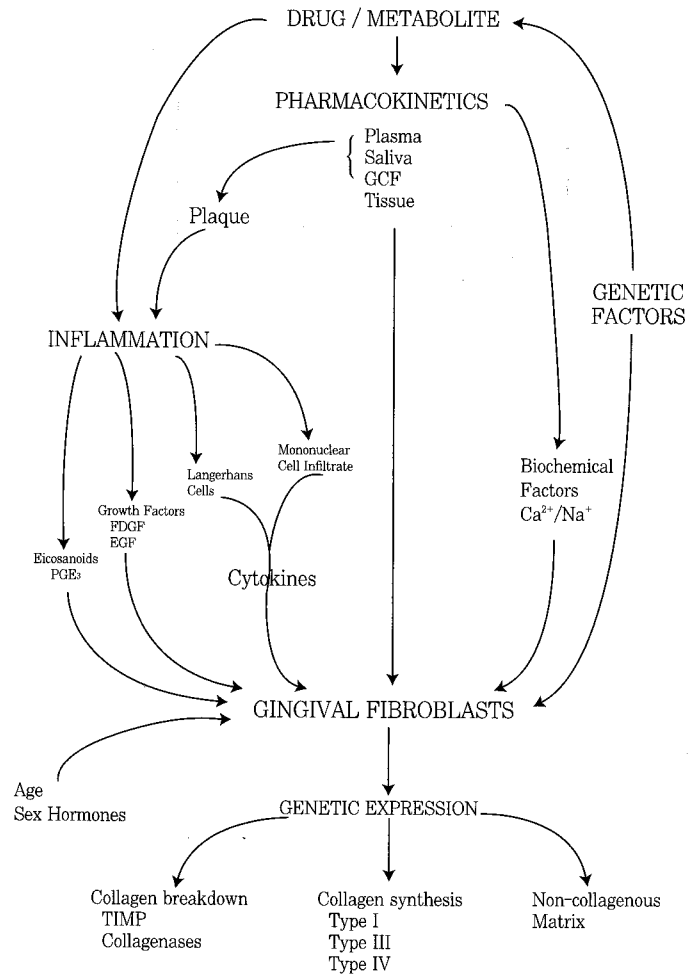 DRUG / METABOLITE
PHARMACOKINETICS
Plasma
Saliva
GCF
Tissue
Plaque
GENETIC
FACTORS
INFLAMMATION
Mononuclear
Cell Infiltrate
Langerhans
Cells
Biochemical
Factors
Ca²⁺/Na⁺
Growth Factors
FDGF
EGF
Eicosanoids
PGE₃
Cytokines
GINGIVAL FIBROBLASTS
Age
Sex Hormones
GENETIC EXPRESSION
Collagen breakdown
TIMP
Collagenases
Collagen synthesis
Type I
Type III
Type IV
Non-collagenous
Matrix